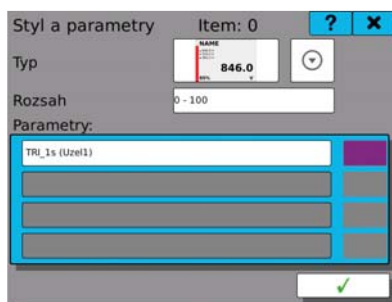 Styl a parametry Item: 0 ? X
Typ
NAME
846.0
Rozsah 0 - 100
Parametry:
TRI_1s (Uzel1)